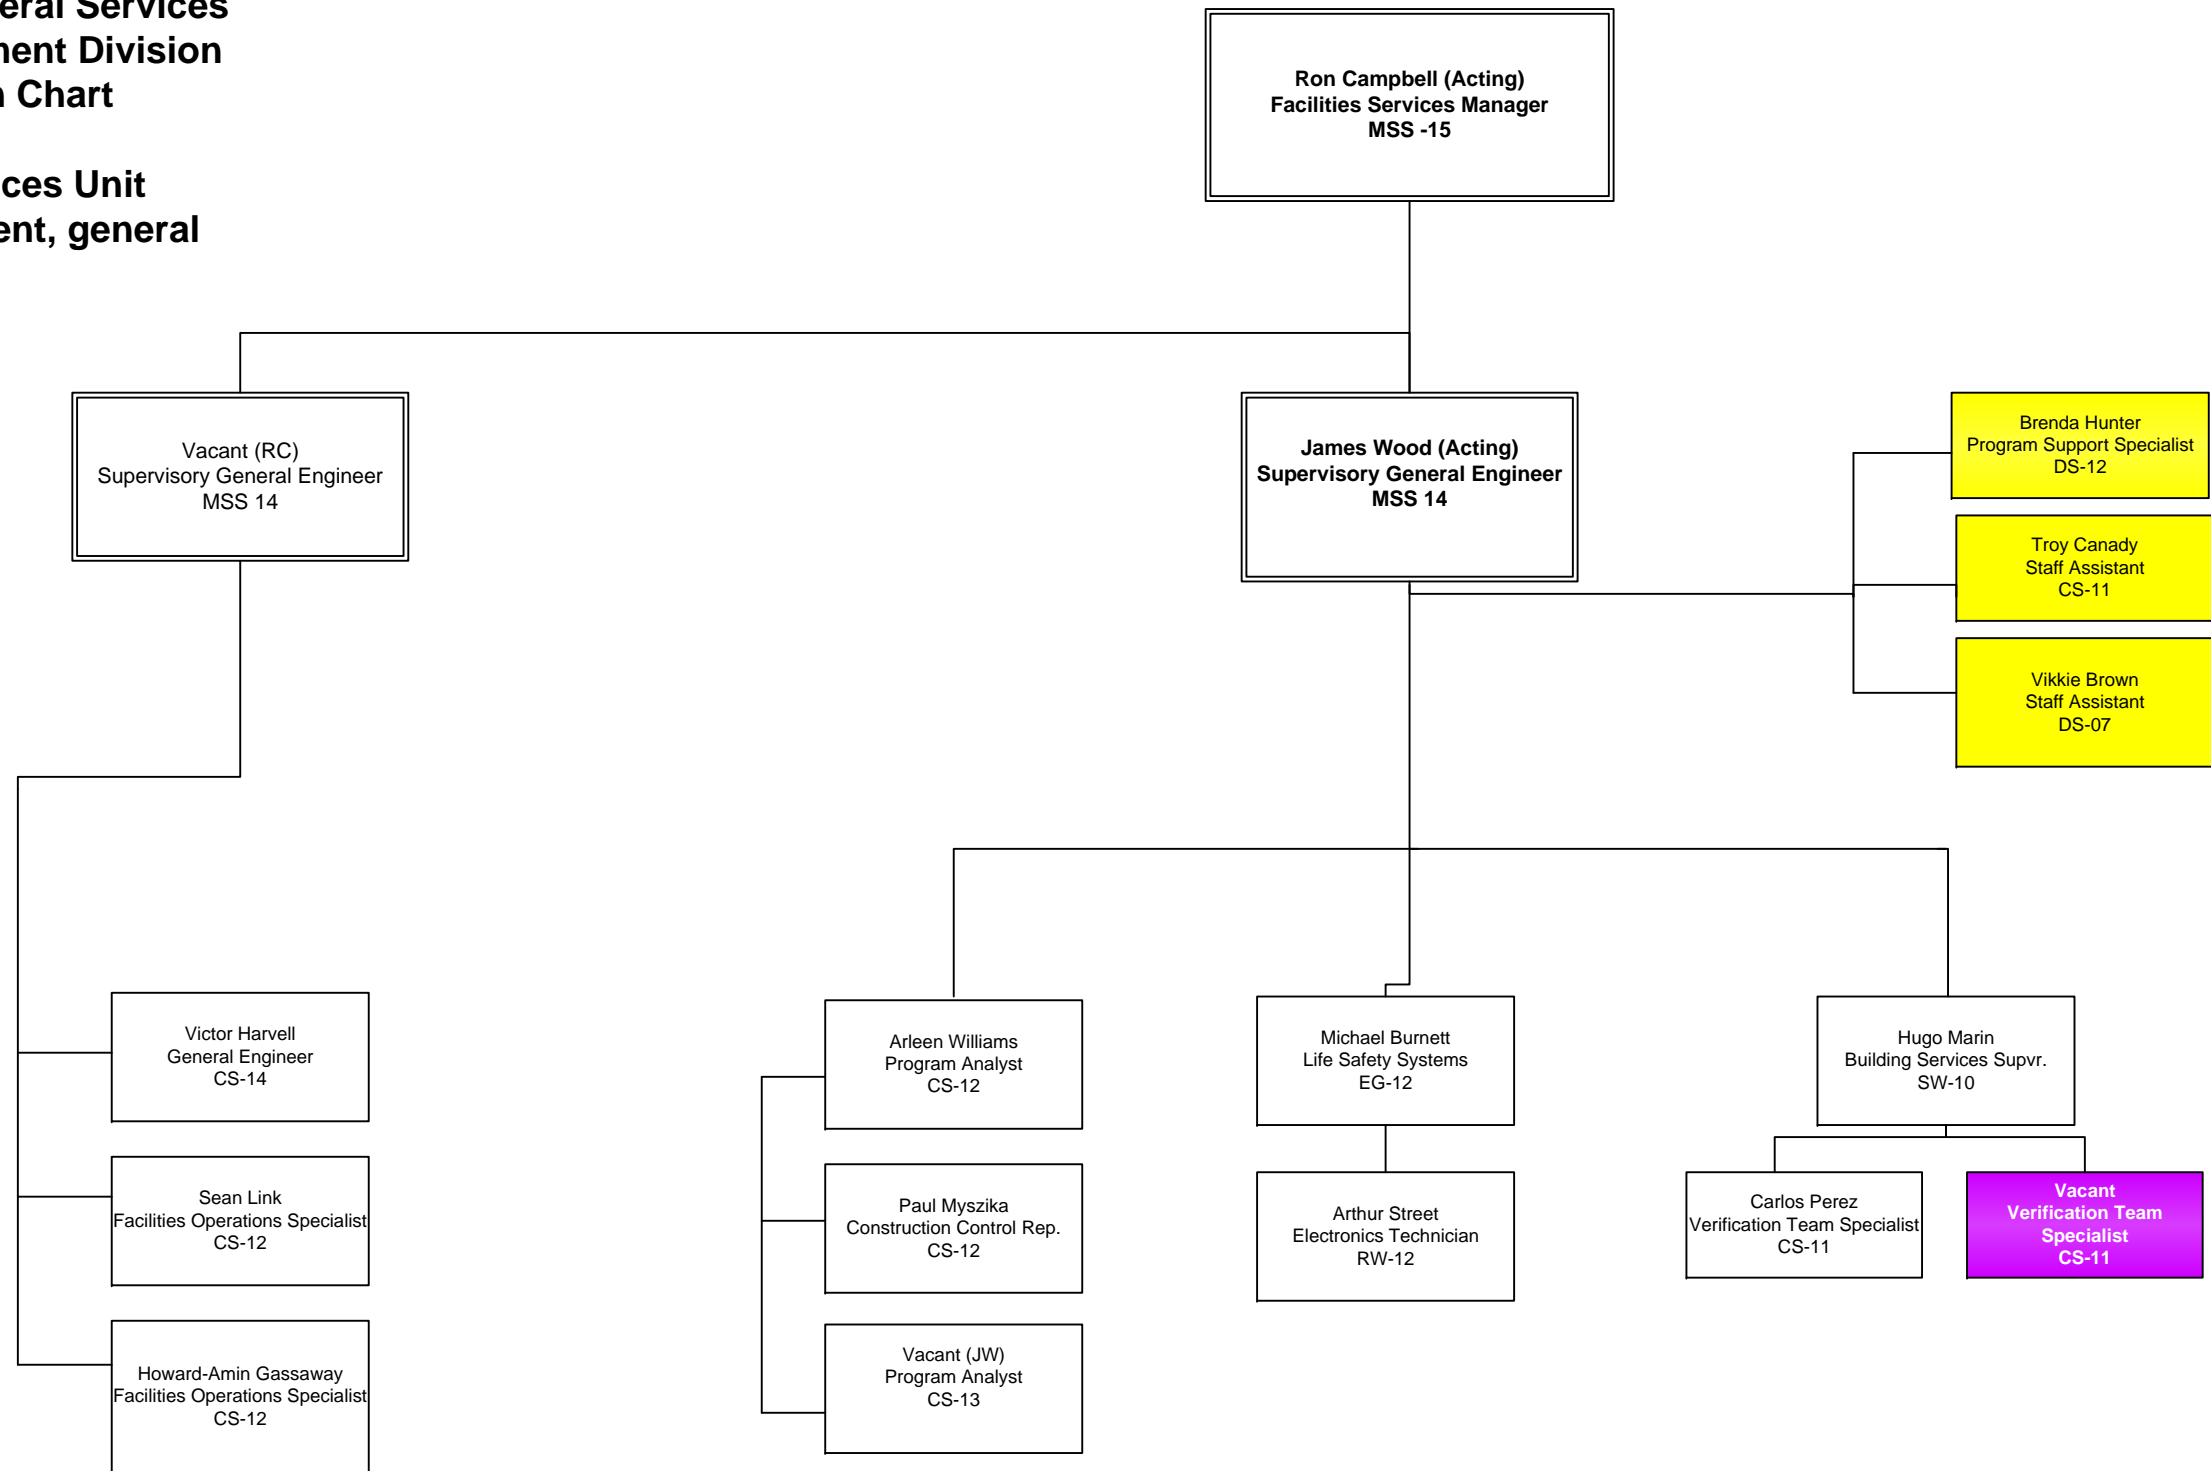 Services
Division
Chart
Unit
general
Ron Campbell (Acting)
Facilities Services Manager
MSS -15
Vacant (RC)
Supervisory General Engineer
MSS 14
James Wood (Acting)
Supervisory General Engineer
MSS 14
Brenda Hunter
Program Support Specialist
DS-12
Troy Canady
Staff Assistant
CS-11
Vikkie Brown
Staff Assistant
DS-07
Victor Harvell
General Engineer
CS-14
Sean Link
Facilities Operations Specialist
CS-12
Howard-Amin Gassaway
Facilities Operations Specialist
CS-12
Arleen Williams
Program Analyst
CS-12
Paul Myszika
Construction Control Rep.
CS-12
Vacant (JW)
Program Analyst
CS-13
Michael Burnett
Life Safety Systems
EG-12
Arthur Street
Electronics Technician
RW-12
Hugo Marin
Building Services Supvr.
SW-10
Carlos Perez
Verification Team Specialist
CS-11
Vacant
Verification Team
Specialist
CS-11